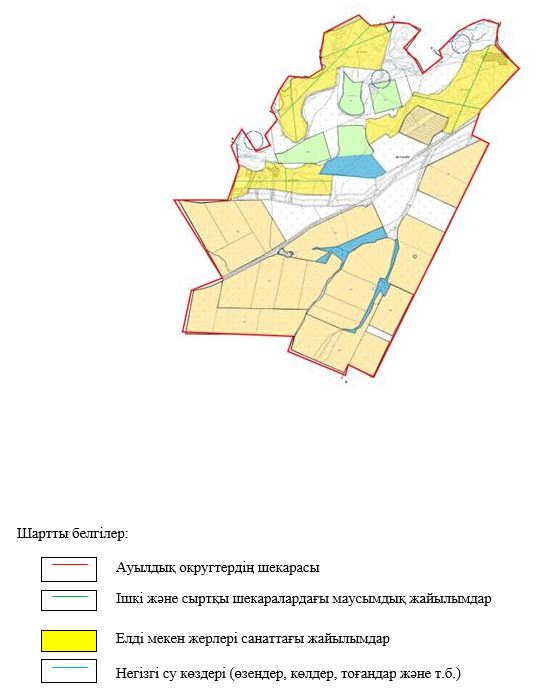 Шартты белгілер:
Ауылдық округтердің шекарасы
Ішкі және сыртқы шекаралардағы маусымдық жайылымдар
Елді мекен жерлері санаттағы жайылымдар
Негізгі су көздері (өзендер, көлдер, тоғандар және т.б.)